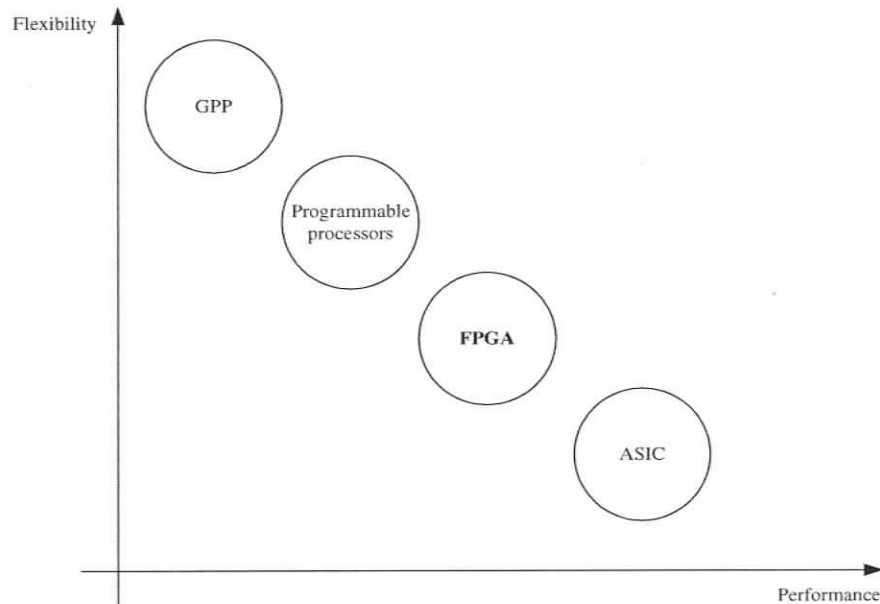 Flexibility
GPP
Programmable
processors
FPGA
ASIC
Performance